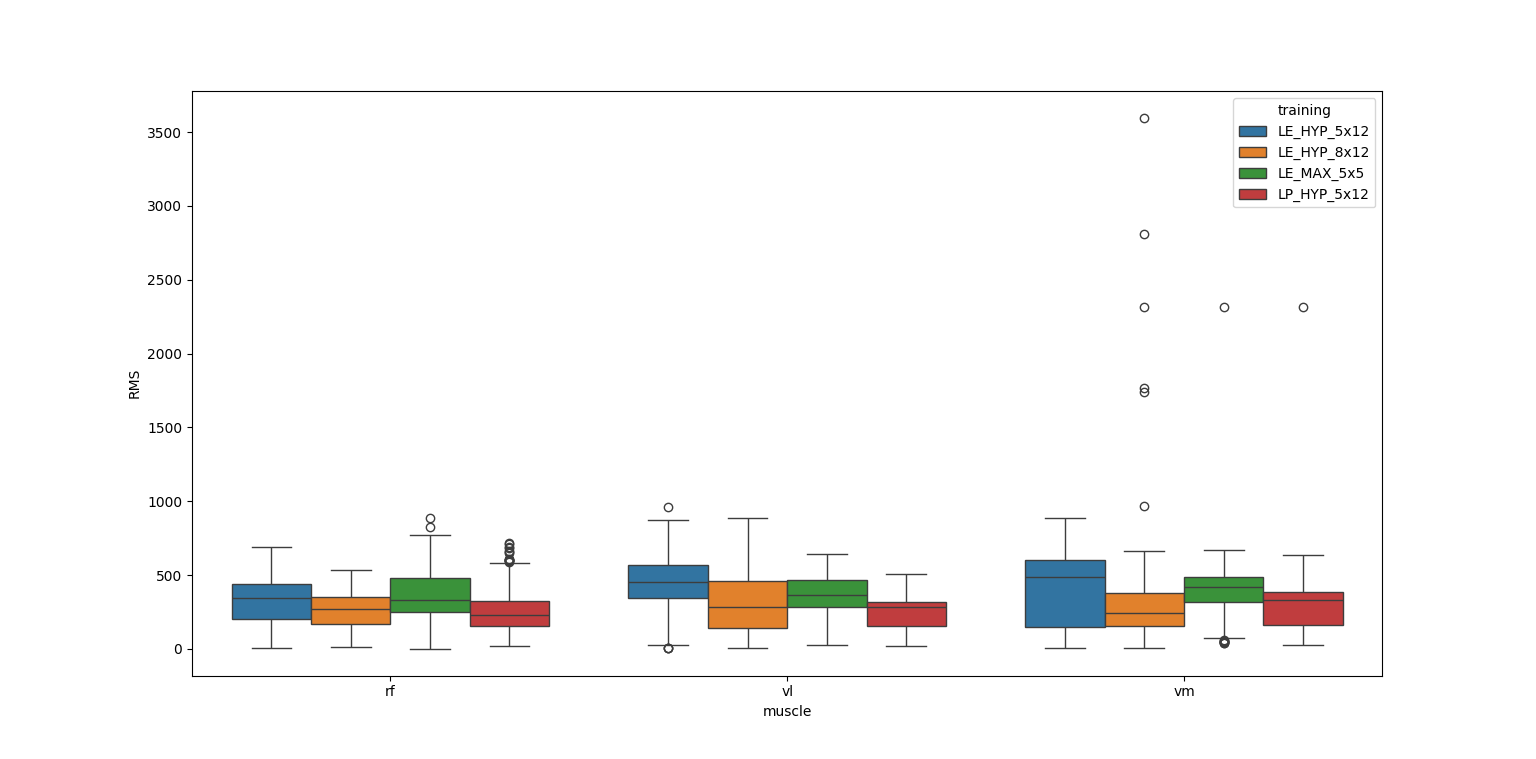 training
LE_HYP_5x12
LE_HYP_8x12
LE_MAX_5x5
LP_HYP_5x12
3500
3000
2500
2000
1500
1000
500
0
RMS
rf vl vm
muscle